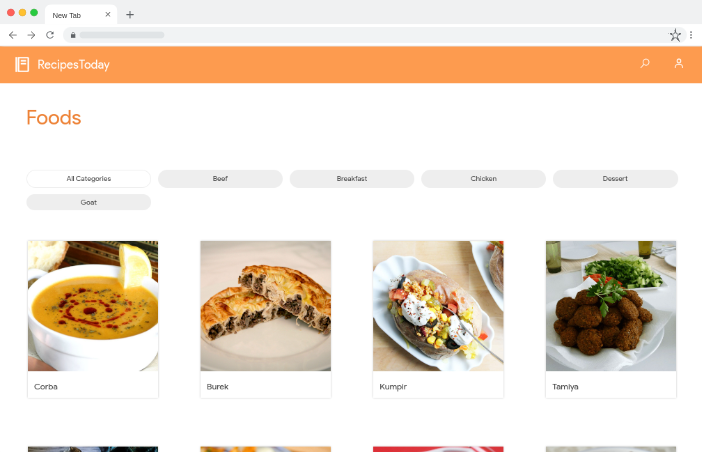 New Tab
RecipesToday
Foods
All Categories
Beef
Breakfast
Chicken
Dessert
Goat
Corba
Burek
Kumpir
Tamiya